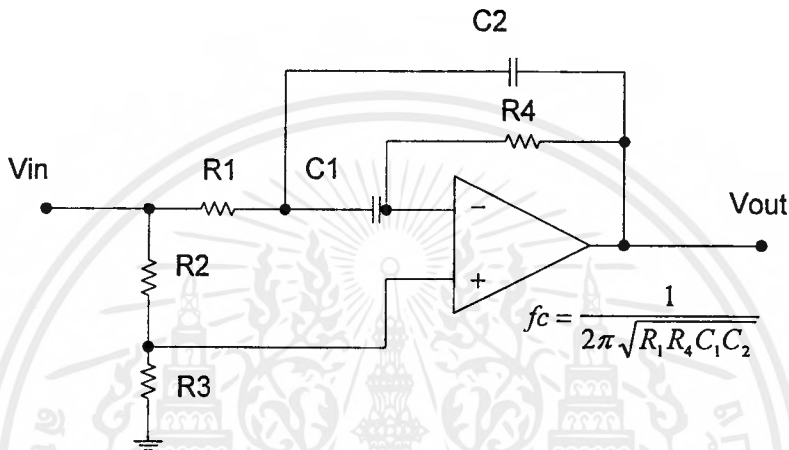 C2
R4
Vin
R1
C1
Vout
R2
−
+
fc = 1 / 2π√R₁R₄C₁C₂
R3